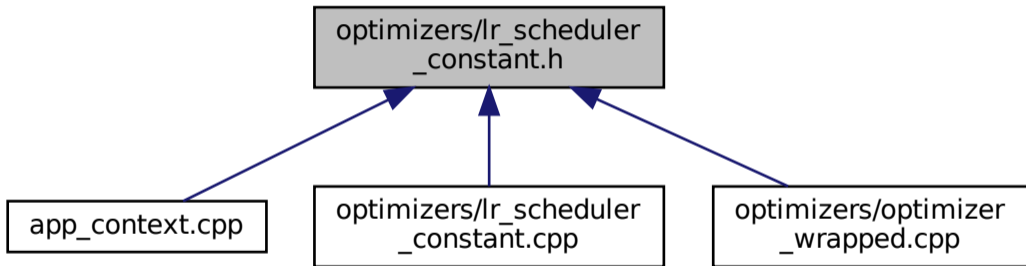 optimizers/lr_scheduler
_constant.h
app_context.cpp
optimizers/lr_scheduler
_constant.cpp
optimizers/optimizer
_wrapped.cpp